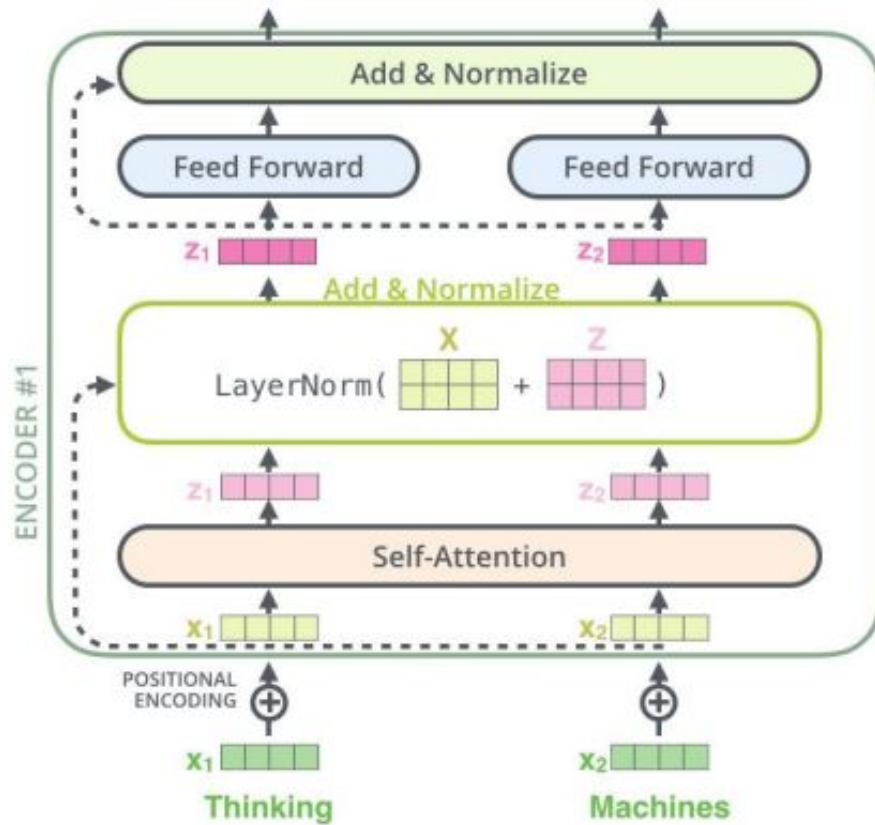 Add & Normalize
Feed Forward Feed Forward
z1 z2
Add & Normalize
X Z
LayerNorm( + )
ENCODER #1
z1 z2
Self-Attention
x1 x2
POSITIONAL
ENCODING
x1 x2
Thinking Machines